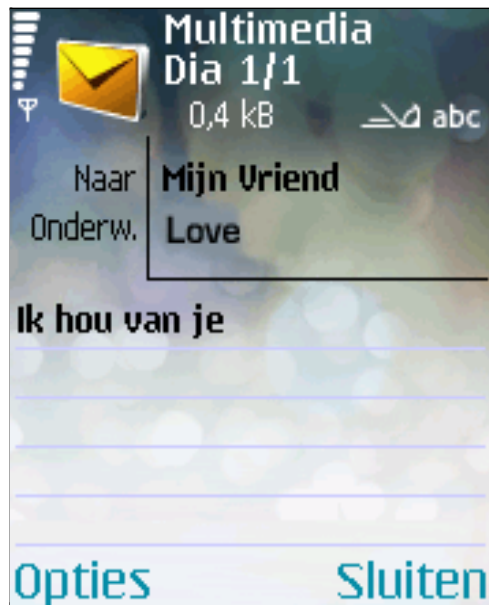 Multimedia
Dia 1/1
0,4 kB abc
Naar Mijn Vriend
Onderw. Love
Ik hou van je
Opties Sluiten